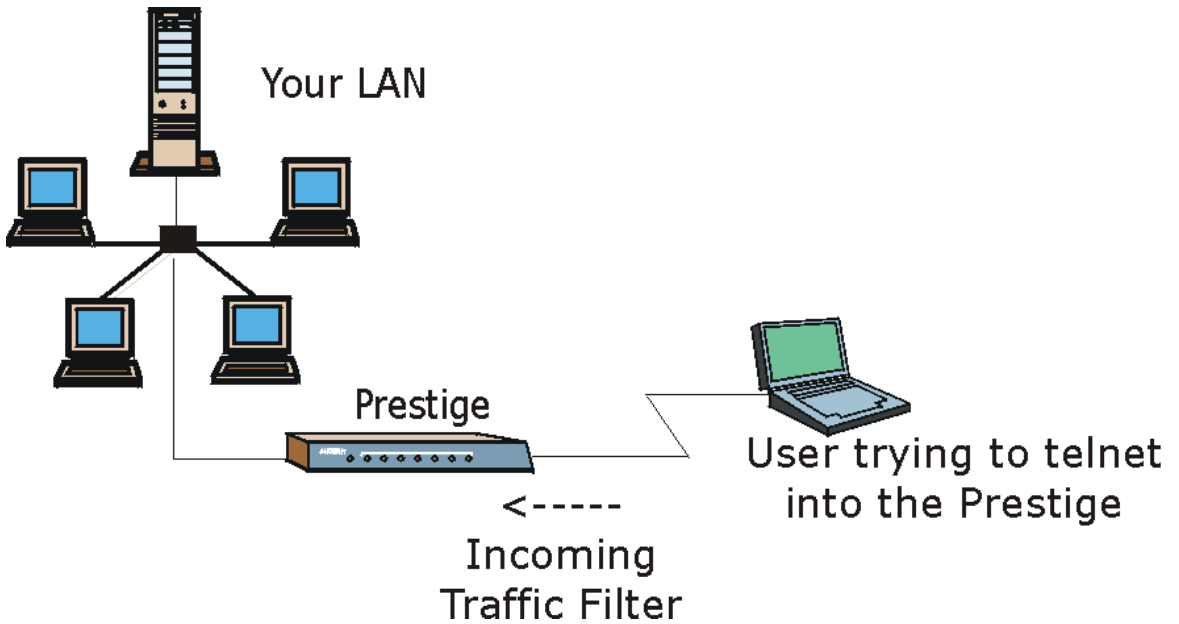 Your LAN
Prestige
User trying to telnet
into the Prestige
<-----
Incoming
Traffic Filter